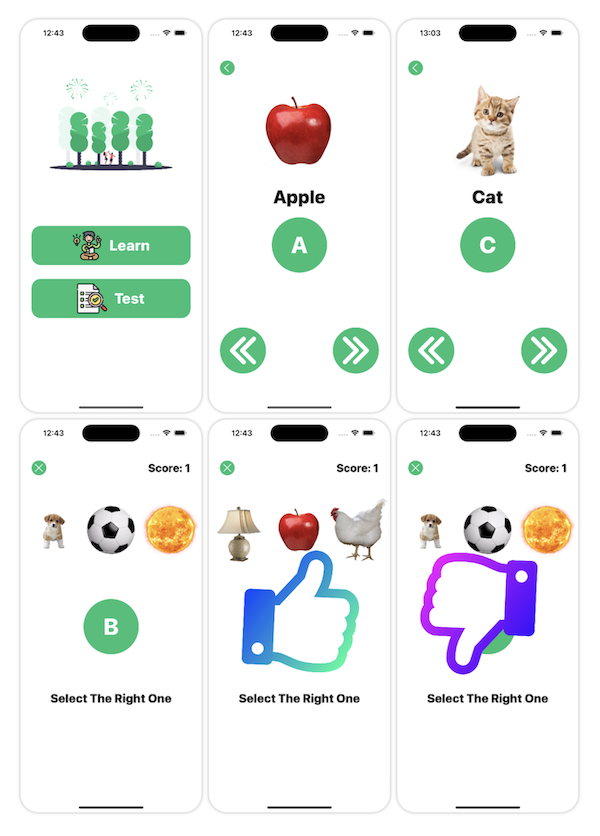 12:43
Learn
Test
12:43
Apple
A
13:03
Cat
C
12:43
Score: 1
B
Select The Right One
12:43
Score: 1
Select The Right One
12:43
Score: 1
Select The Right One